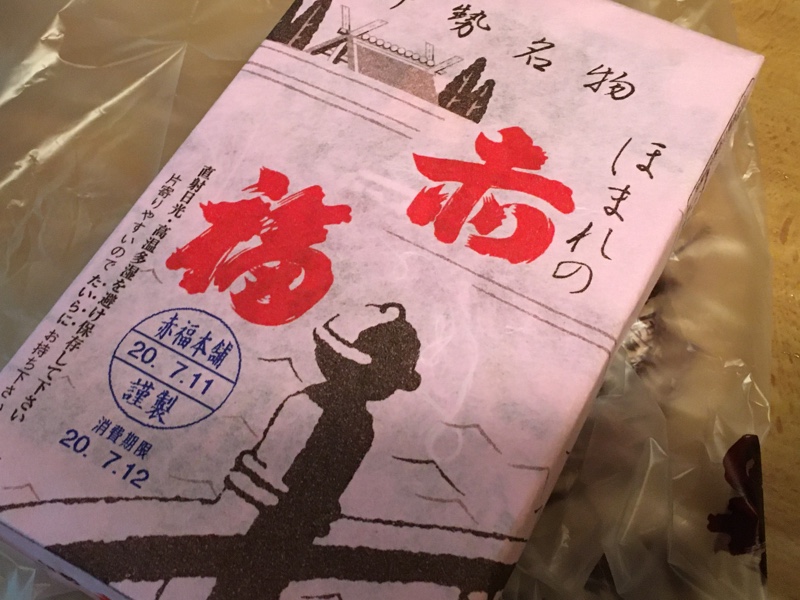 勢名物
ほまれの
赤福
直射日光・高温多湿を避け保存して下さい
片寄りやすいのでたいらにお持ち下さい
赤福本舗
20. 7.11
謹製
消費期限
20. 7.12